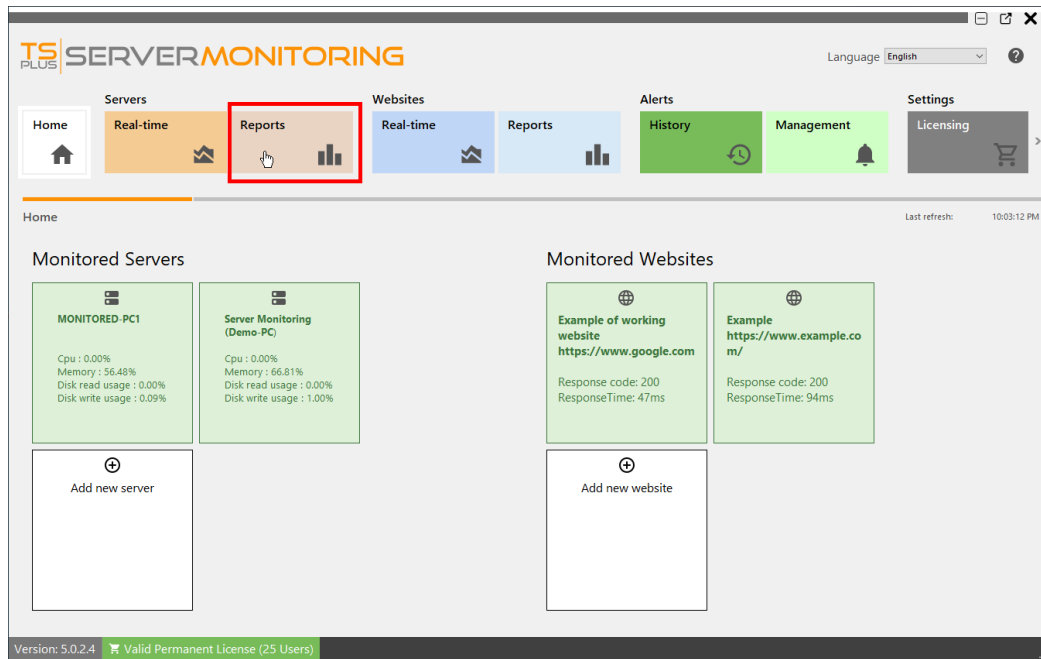 TS PLUS SERVERMONITORING
Language English
Servers
Websites
Alerts
Settings
Home
Real-time
Reports
Real-time
Reports
History
Management
Licensing
Home
Last refresh: 10:03:12 PM
Monitored Servers
Monitored Websites
MONITORED-PC1
Cpu : 0.00%
Memory : 56.48%
Disk read usage : 0.00%
Disk write usage : 0.09%
Server Monitoring
(Demo-PC)
Cpu : 0.00%
Memory : 66.81%
Disk read usage : 0.00%
Disk write usage : 1.00%
Example of working
website
https://www.google.com
Response code: 200
ResponseTime: 47ms
Example
https://www.example.co
m/
Response code: 200
ResponseTime: 94ms
Add new server
Add new website
Version: 5.0.2.4
Valid Permanent License (25 Users)